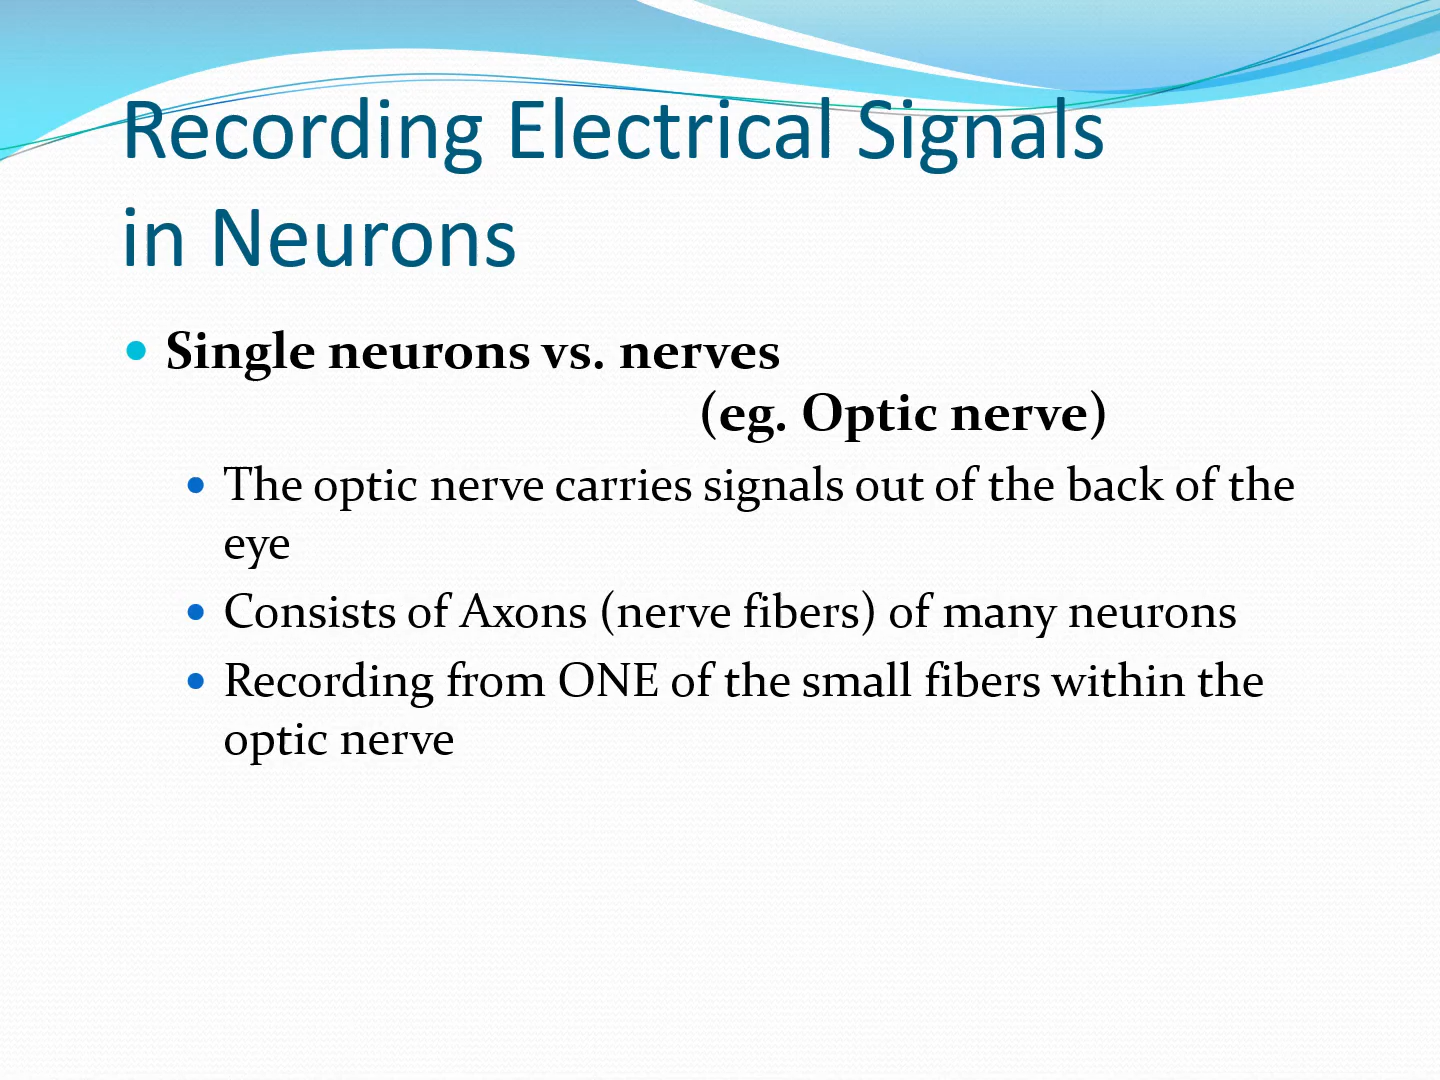 Recording Electrical Signals
in Neurons
• Single neurons vs. nerves
(eg. Optic nerve)
• The optic nerve carries signals out of the back of the
eye
• Consists of Axons (nerve fibers) of many neurons
• Recording from ONE of the small fibers within the
optic nerve